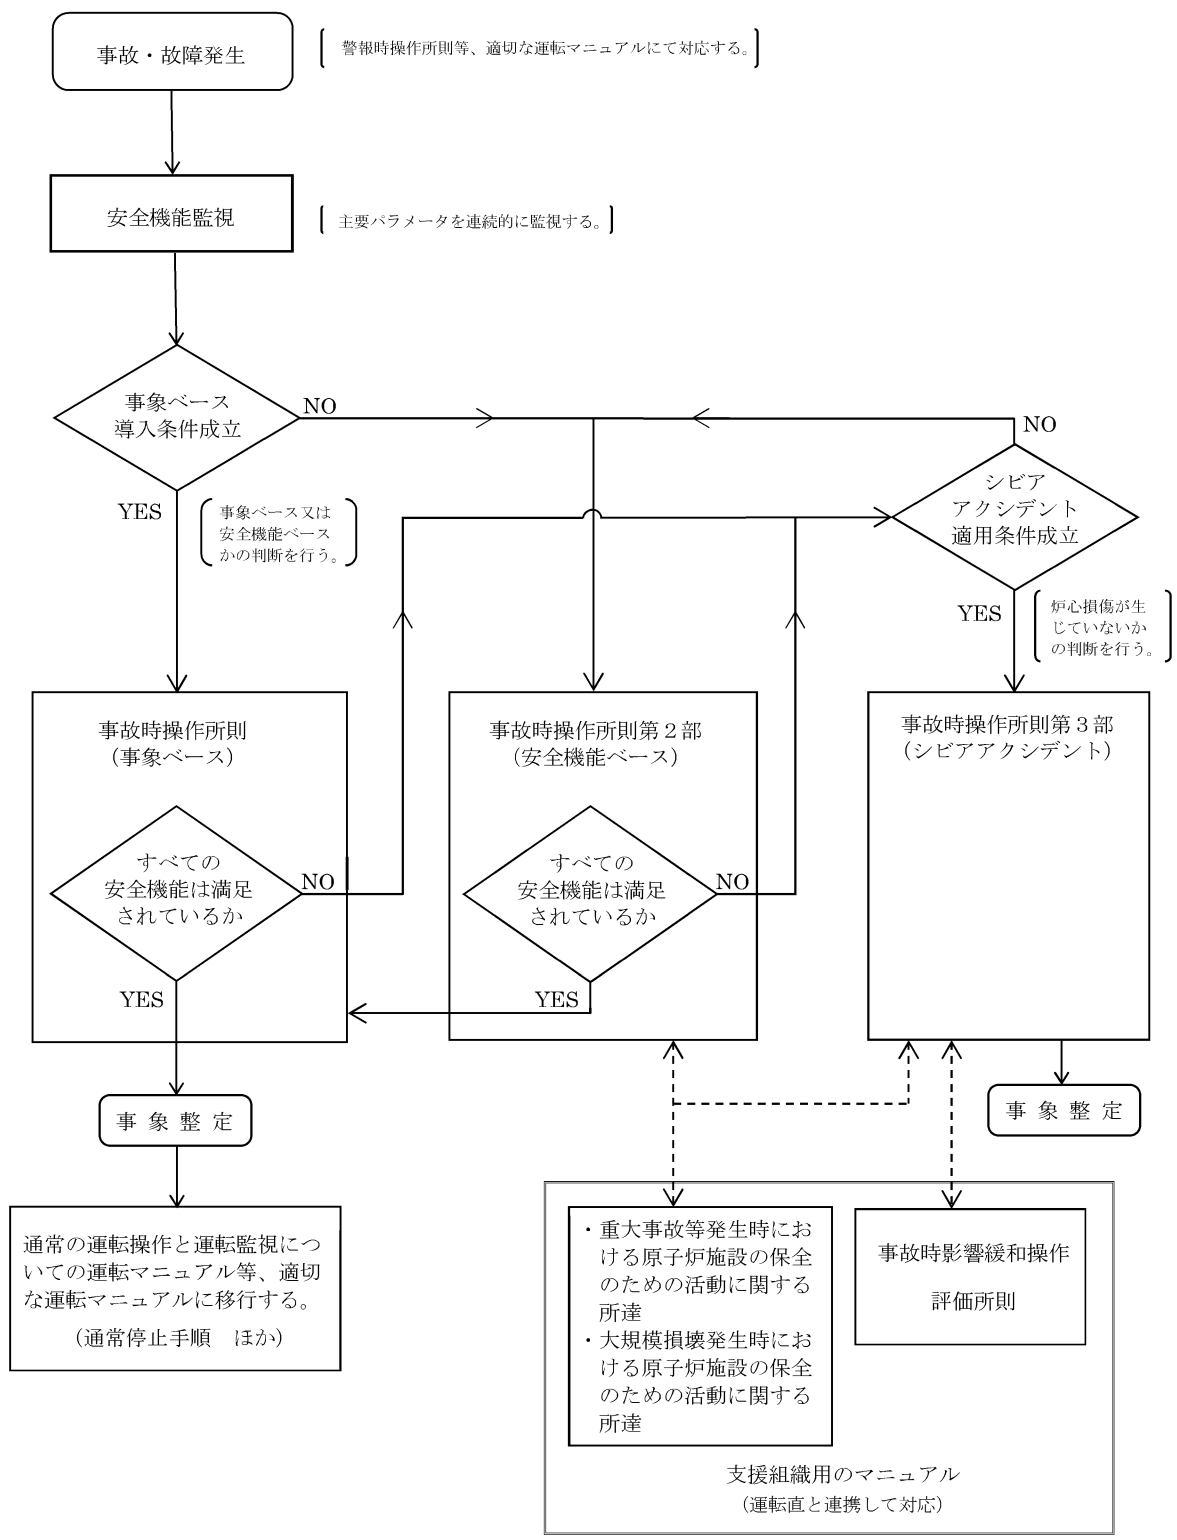 事故・故障発生
警報時操作所則等、適切な運転マニュアルにて対応する。
安全機能監視
主要パラメータを連続的に監視する。
事象ベース
導入条件成立
NO
YES
事象ベース又は
安全機能ベース
かの判断を行う。
NO
シビア
アクシデント
適用条件成立
YES
炉心損傷が生
じていないか
の判断を行う。
事故時操作所則
（事象ベース）
すべての
安全機能は満足
されているか
NO
YES
事故時操作所則第２部
（安全機能ベース）
すべての
安全機能は満足
されているか
NO
YES
事故時操作所則第３部
（シビアアクシデント）
事象整定
事象整定
通常の運転操作と運転監視につ
いての運転マニュアル等、適切
な運転マニュアルに移行する。
（通常停止手順　ほか）
・重大事故等発生時にお
ける原子炉施設の保全
のための活動に関する
所達
・大規模損壊発生時にお
ける原子炉施設の保全
のための活動に関する
所達
事故時影響緩和操作
評価所則
支援組織用のマニュアル
（運転直と連携して対応）